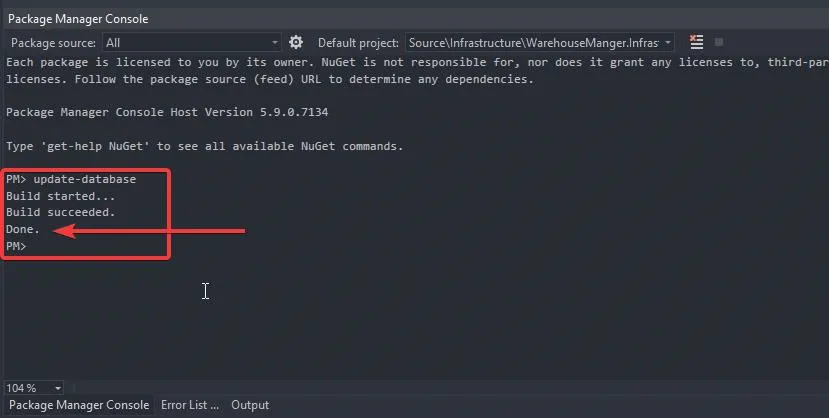 Package Manager Console
Package source: All Default project: Source\Infrastructure\WarehouseManger.Infras
Each package is licensed to you by its owner. NuGet is not responsible for, nor does it grant any licenses to, third-par
licenses. Follow the package source (feed) URL to determine any dependencies.
Package Manager Console Host Version 5.9.0.7134
Type 'get-help NuGet' to see all available NuGet commands.
PM> update-database
Build started...
Build succeeded.
Done.
PM>
104 %
Package Manager Console Error List ... Output